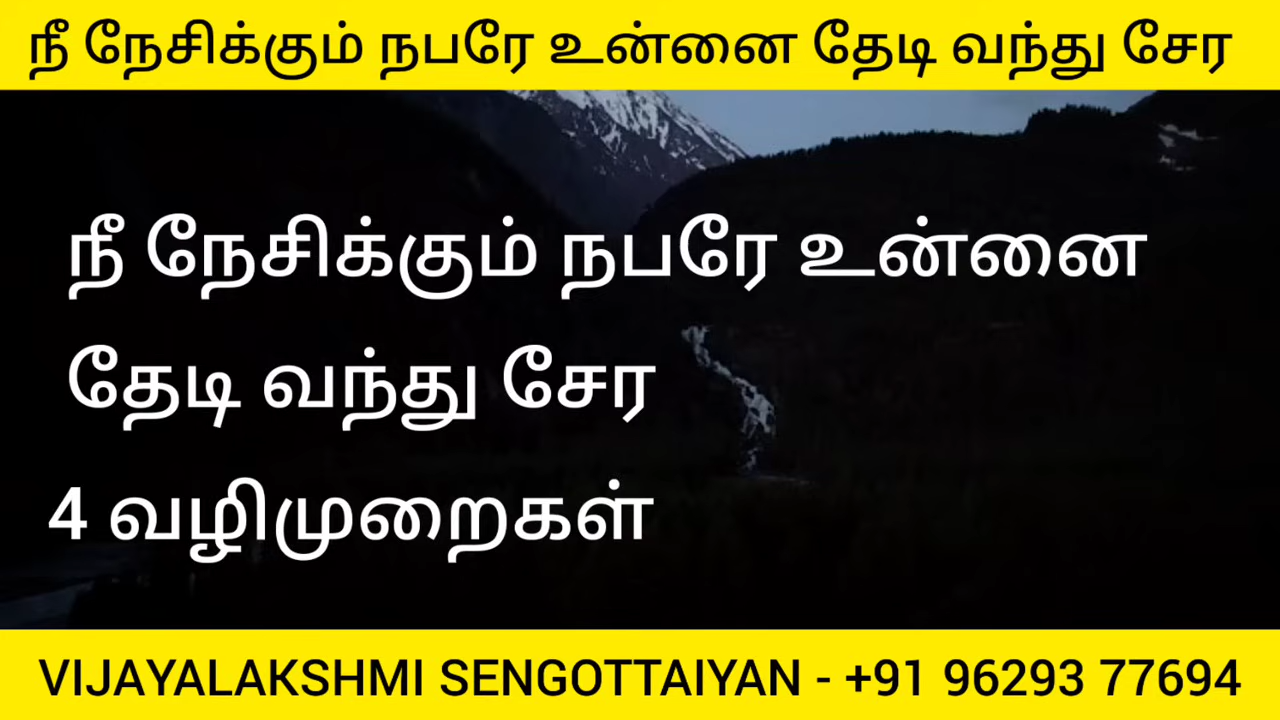 நீ நேசிக்கும் நபரே உன்னை தேடி வந்து சேர
நீ நேசிக்கும் நபரே உன்னை
தேடி வந்து சேர
4 வழிமுறைகள்
VIJAYALAKSHMI SENGOTTAIYAN - +91 96293 77694